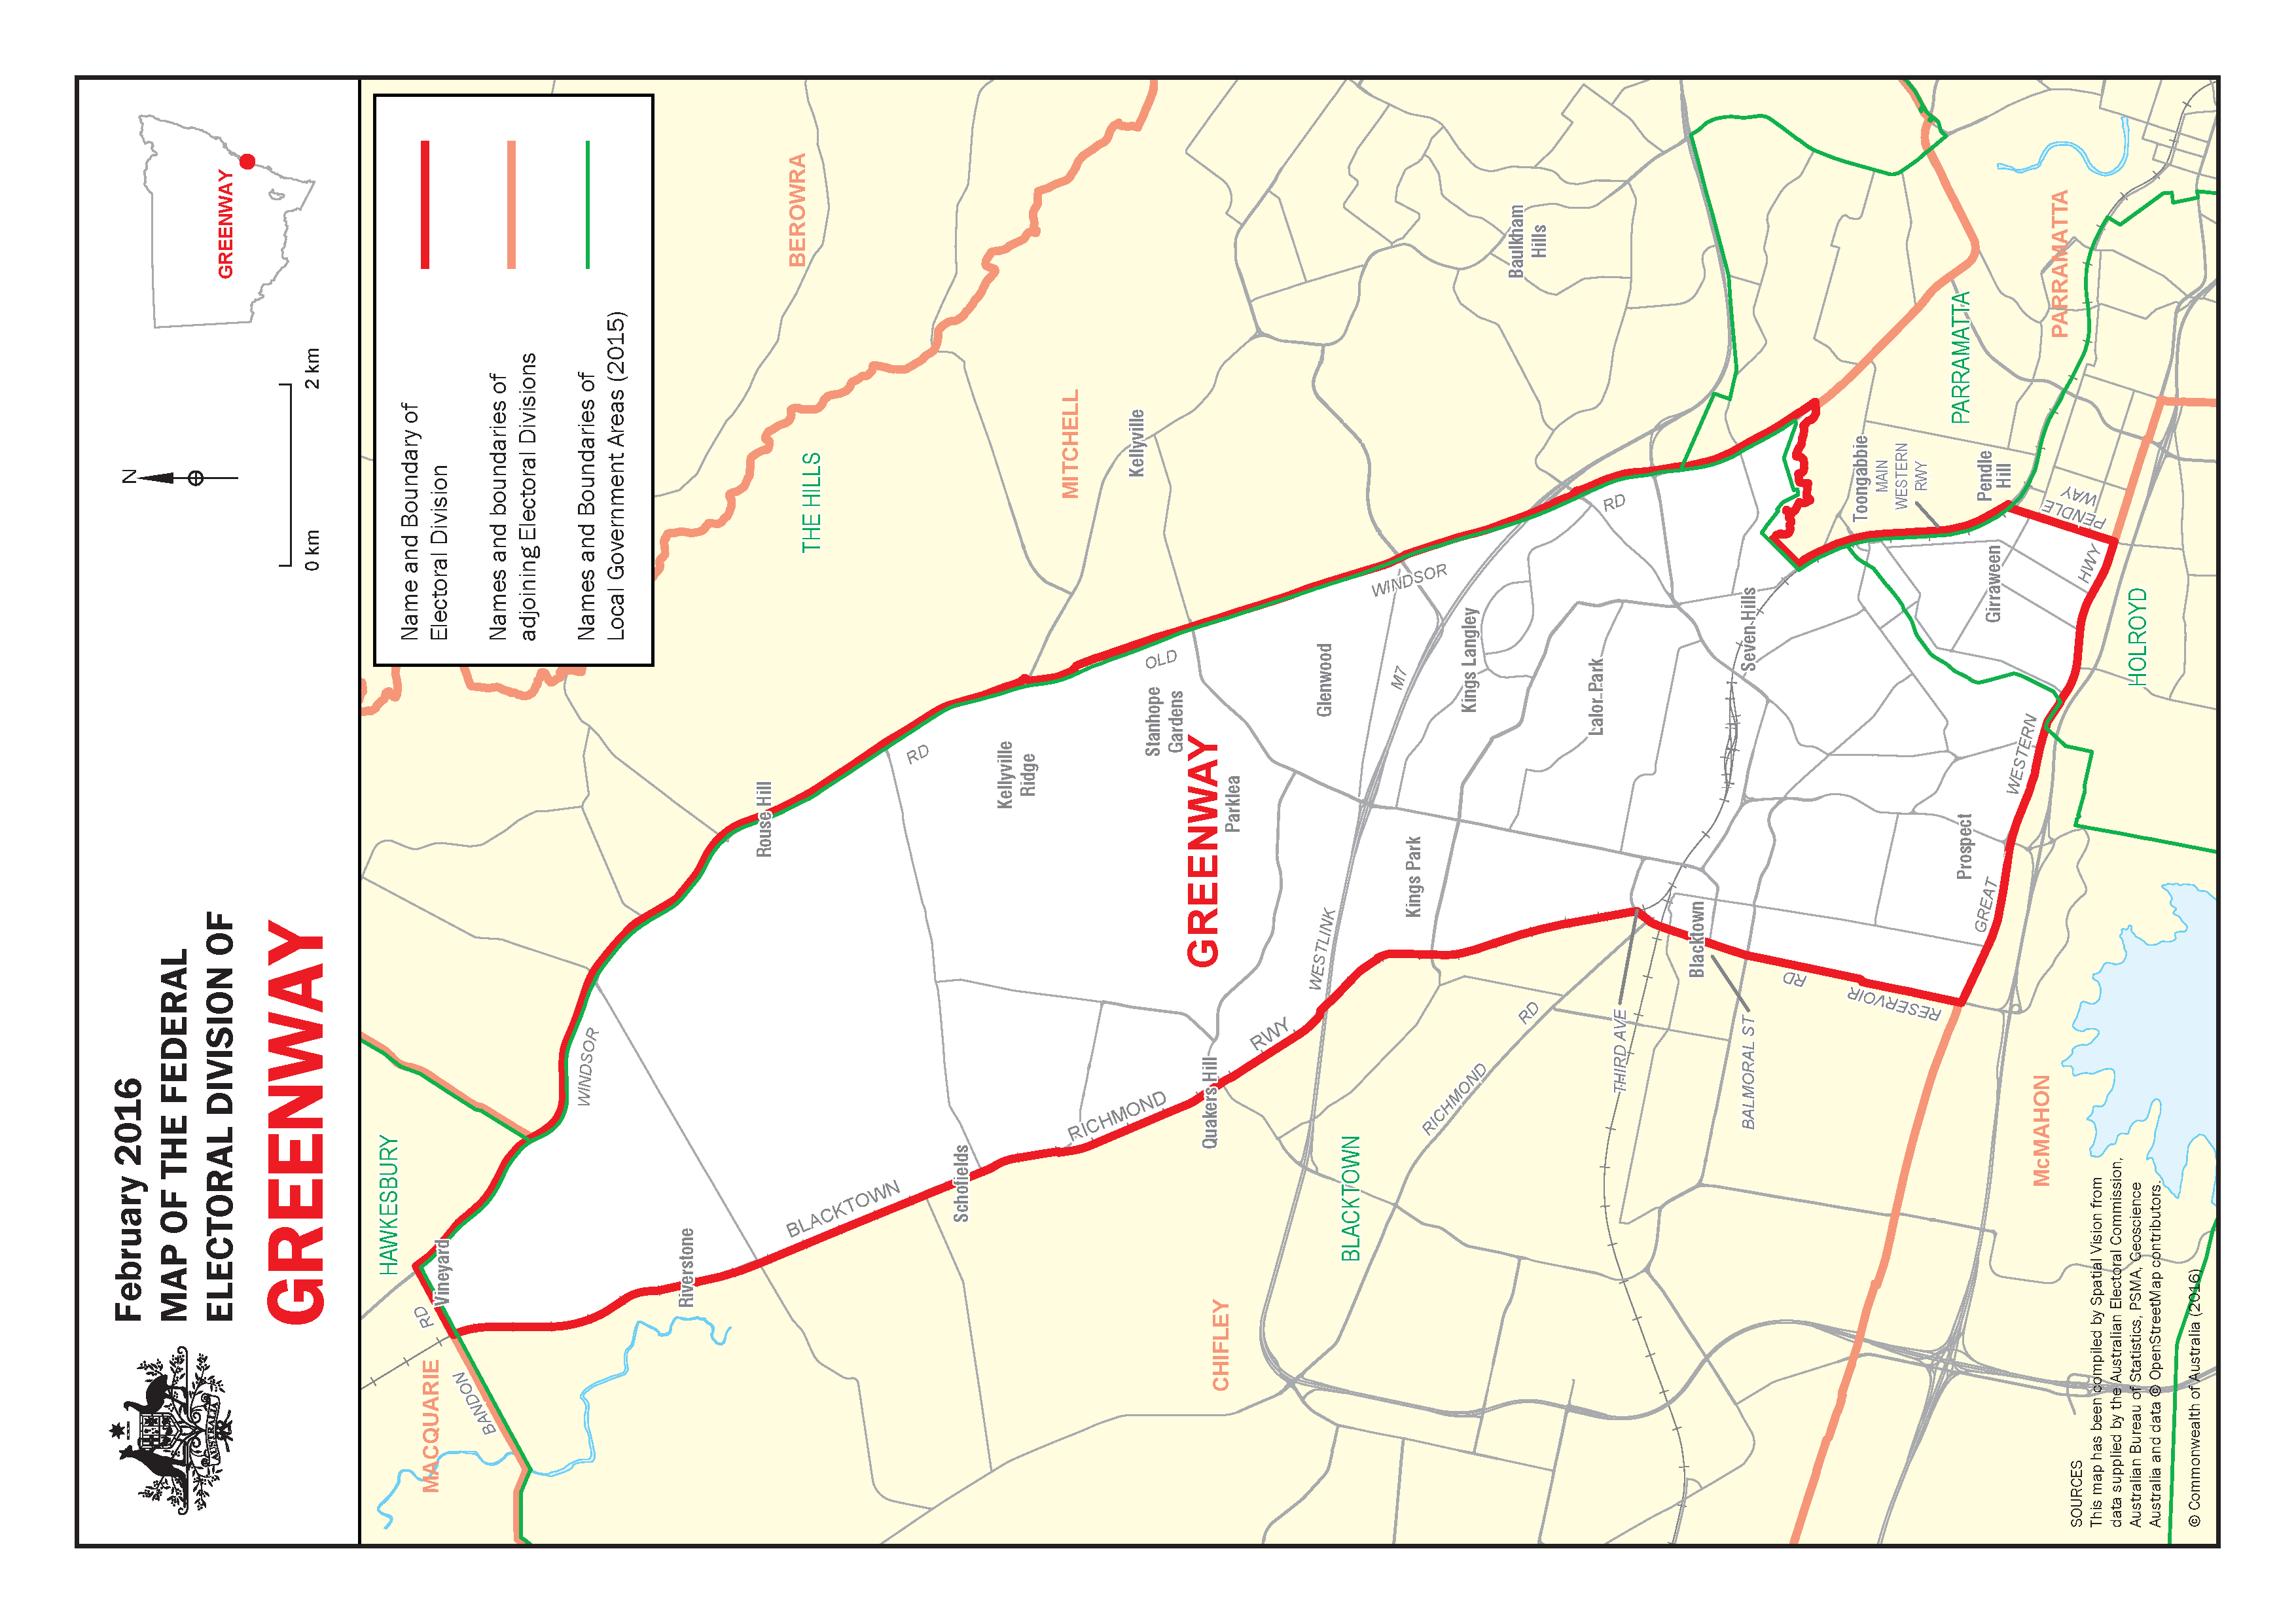 February 2016
MAP OF THE FEDERAL
ELECTORAL DIVISION OF
GREENWAY
AUSTRALIA
N
0 km
2 km
GREENWAY
Name and Boundary of
Electoral Division
Names and boundaries of
adjoining Electoral Divisions
Names and Boundaries of
Local Government Areas (2015)
HAWKESBURY
MACQUARIE
RD
Vineyard
BANDON
WINDSOR
Riverstone
BLACKTOWN
Schofields
RICHMOND
Quakers Hill
RWY
Rouse Hill
RD
THE HILLS
BEROWRA
MITCHELL
Kellyville
Kellyville
Ridge
Stanhope
Gardens
OLD
GREENWAY
Parklea
CHIFLEY
Glenwood
WESTLINK
M7
WINDSOR
RD
BLACKTOWN
Kings Park
Kings Langley
RICHMOND
RD
Baulkham
Hills
Lalor Park
THIRD AVE
Blacktown
BALMORAL ST
Seven Hills
RD
RESERVOIR
Toongabbie
MAIN
WESTERN
RWY
PARRAMATTA
Pendle
Hill
Girraween
PENDLE
WAY
HWY
Prospect
GREAT
WESTERN
PARRAMATTA
McMAHON
HOLROYD
SOURCES
This map has been compiled by Spatial Vision from
data supplied by the Australian Electoral Commission,
Australian Bureau of Statistics, PSMA, Geoscience
Australia and data © OpenStreetMap contributors.
© Commonwealth of Australia (2016)